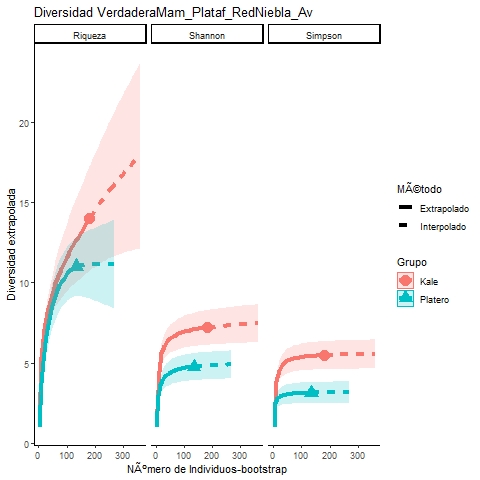 Diversidad VerdaderaMam_Plataf_RedNiebla_Av
Riqueza
Shannon
Simpson
Diversidad extrapolada
20
15
10
5
0
0 100 200 300
0 100 200 300
0 100 200 300
NÃºmero de Individuos-bootstrap
MÃ©todo
Extrapolado
Interpolado
Grupo
Kale
Platero